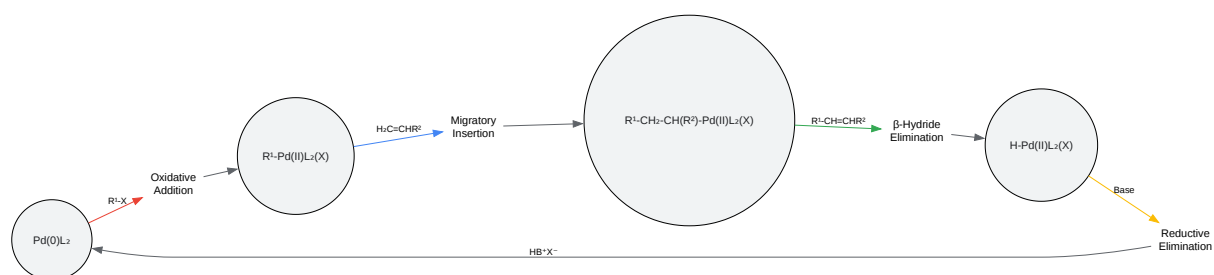 Pd(0)L₂
R¹-X
Oxidative
Addition
R¹-Pd(II)L₂(X)
H₂C=CHR²
Migratory
Insertion
R¹-CH₂-CH(R²)-Pd(II)L₂(X)
R¹-CH=CHR²
β-Hydride
Elimination
H-Pd(II)L₂(X)
Base
Reductive
Elimination
HB⁺X⁻